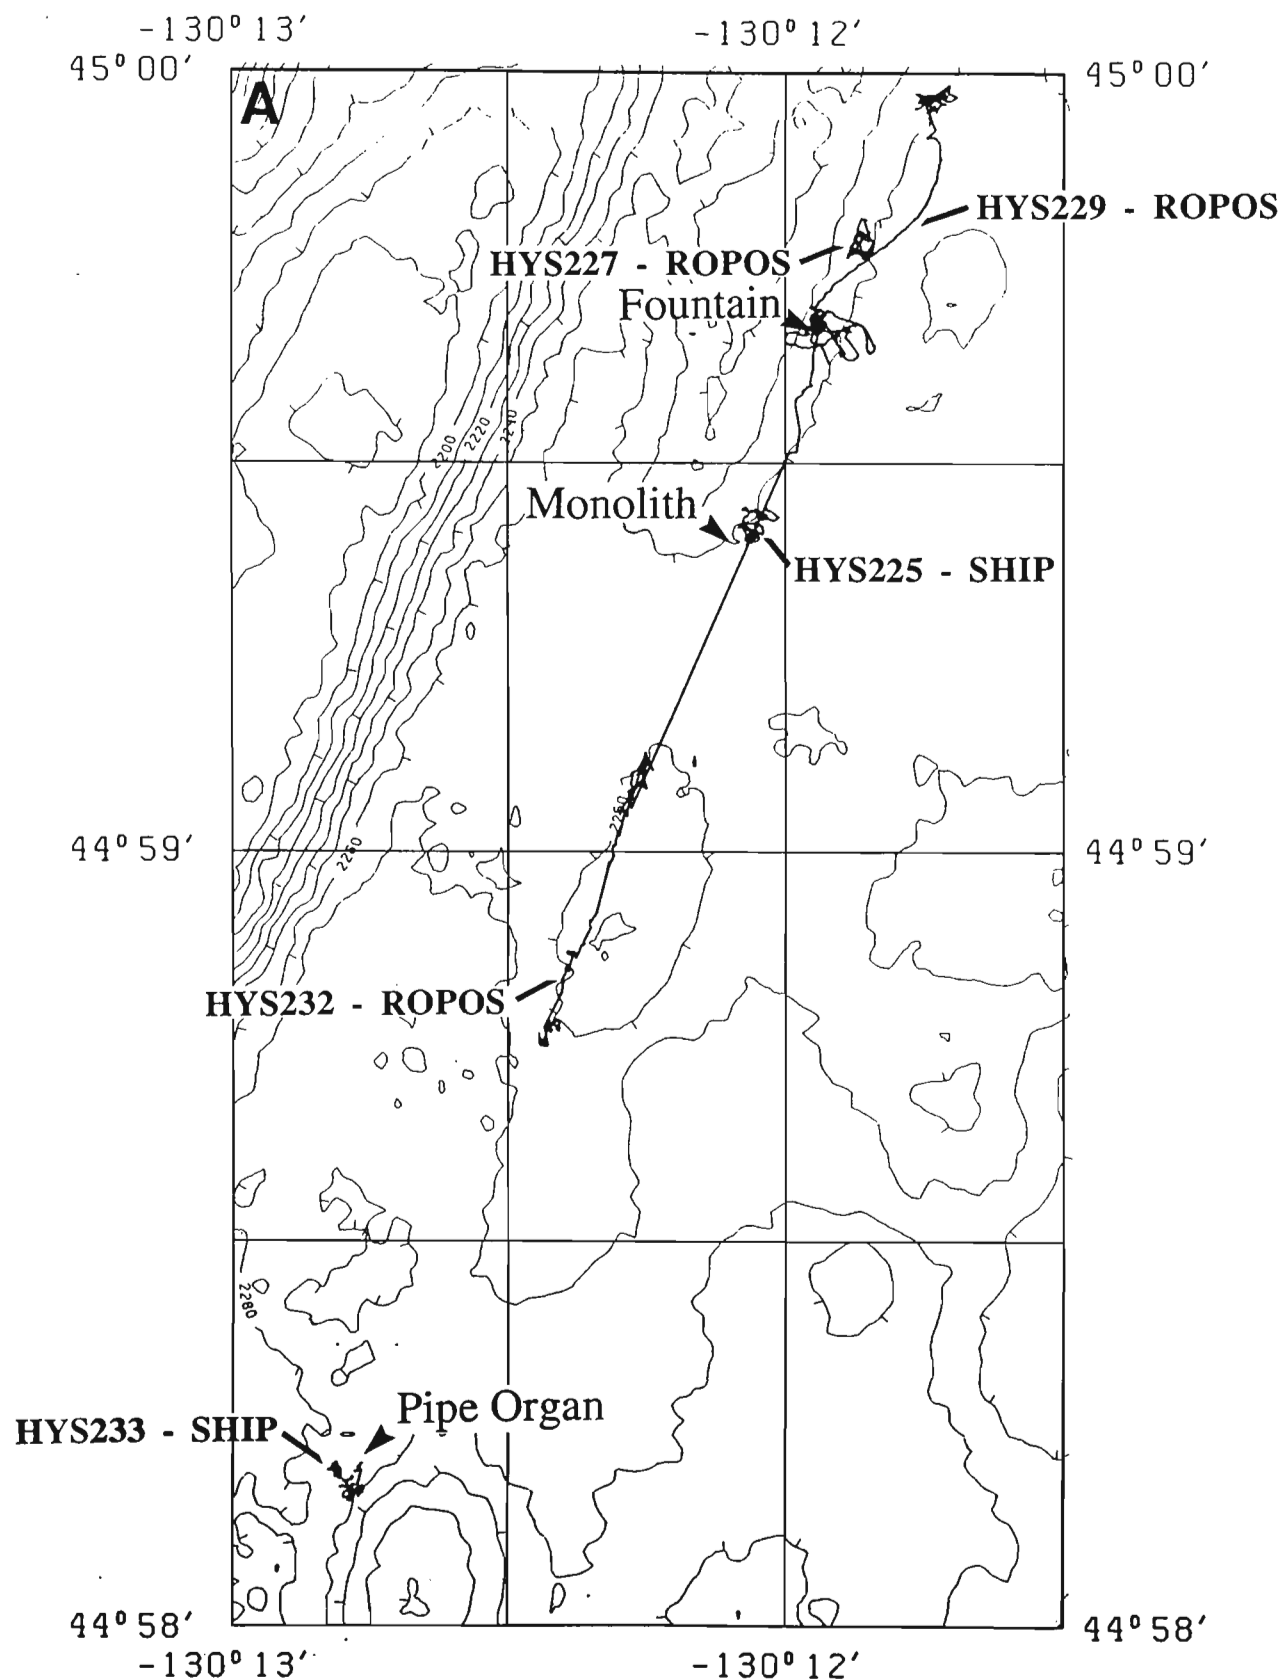 -130° 13′ -130° 12′
45° 00′ 45° 00′
A
HYS229 - ROPOS
HYS227 - ROPOS
Fountain
2200 2220 2240
Monolith
HYS225 - SHIP
2260
2260
44° 59′ 44° 59′
HYS232 - ROPOS
2280
Pipe Organ
HYS233 - SHIP
44° 58′ 44° 58′
-130° 13′ -130° 12′